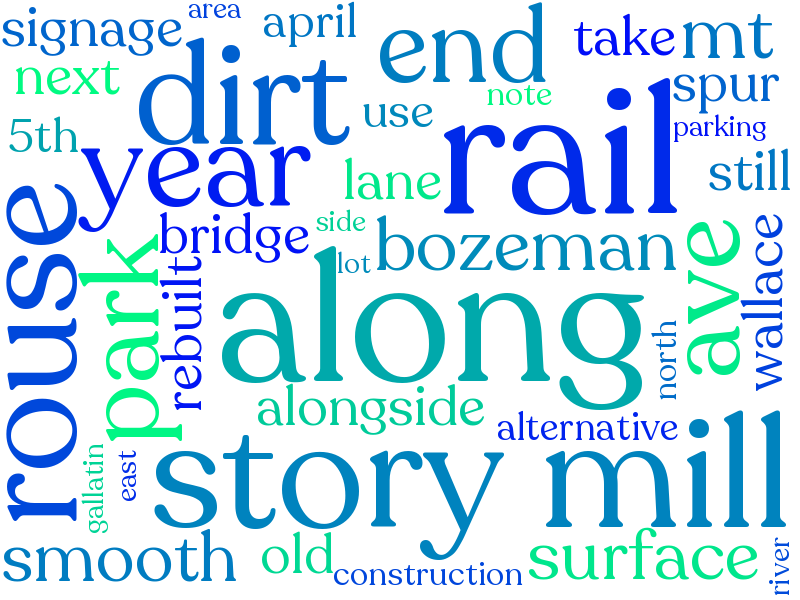 signage
area
april
end
take
mt
next
dirt
use
note
spur
5th
year
lane
rail
parking
still
rouse
park
bridge
side
lot
bozeman
ave
wallace
rebuilt
along
north
alongside
alternative
gallatin
east
story mill
smooth
old
construction
surface
river